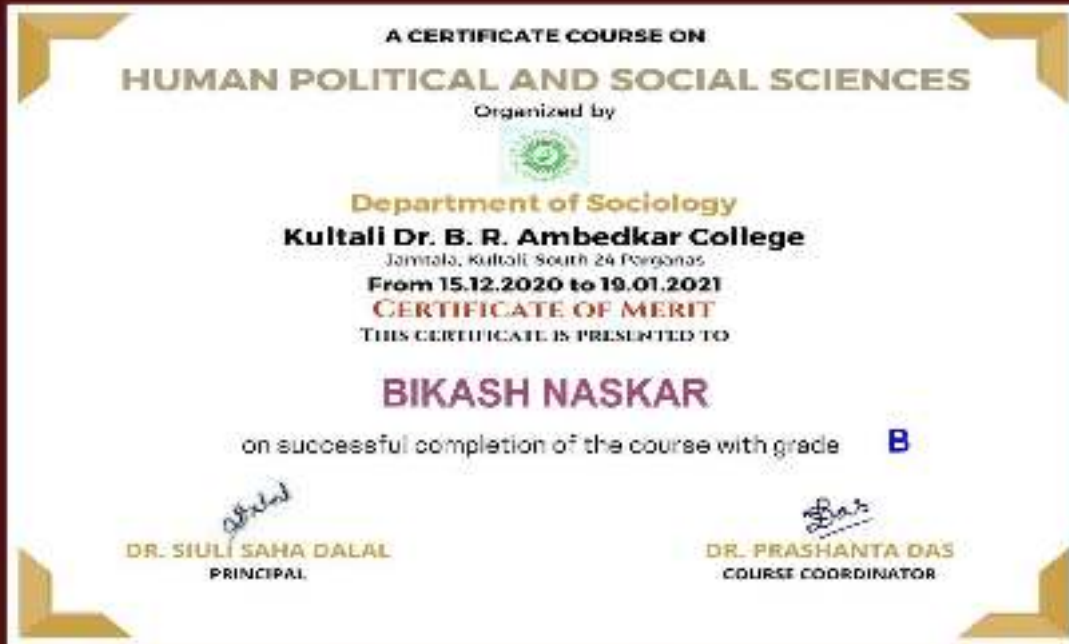 A CERTIFICATE COURSE ON
HUMAN POLITICAL AND SOCIAL SCIENCES
Organized by
Department of Sociology
Kultali Dr. B. R. Ambedkar College
Jamtala, Kultali, South 24 Parganas
From 15.12.2020 to 19.01.2021
CERTIFICATE OF MERIT
THIS CERTIFICATE IS PRESENTED TO
BIKASH NASKAR
on successful completion of the course with grade B
DR. SIULI SAHA DALAL
PRINCIPAL
DR. PRASHANTA DAS
COURSE COORDINATOR